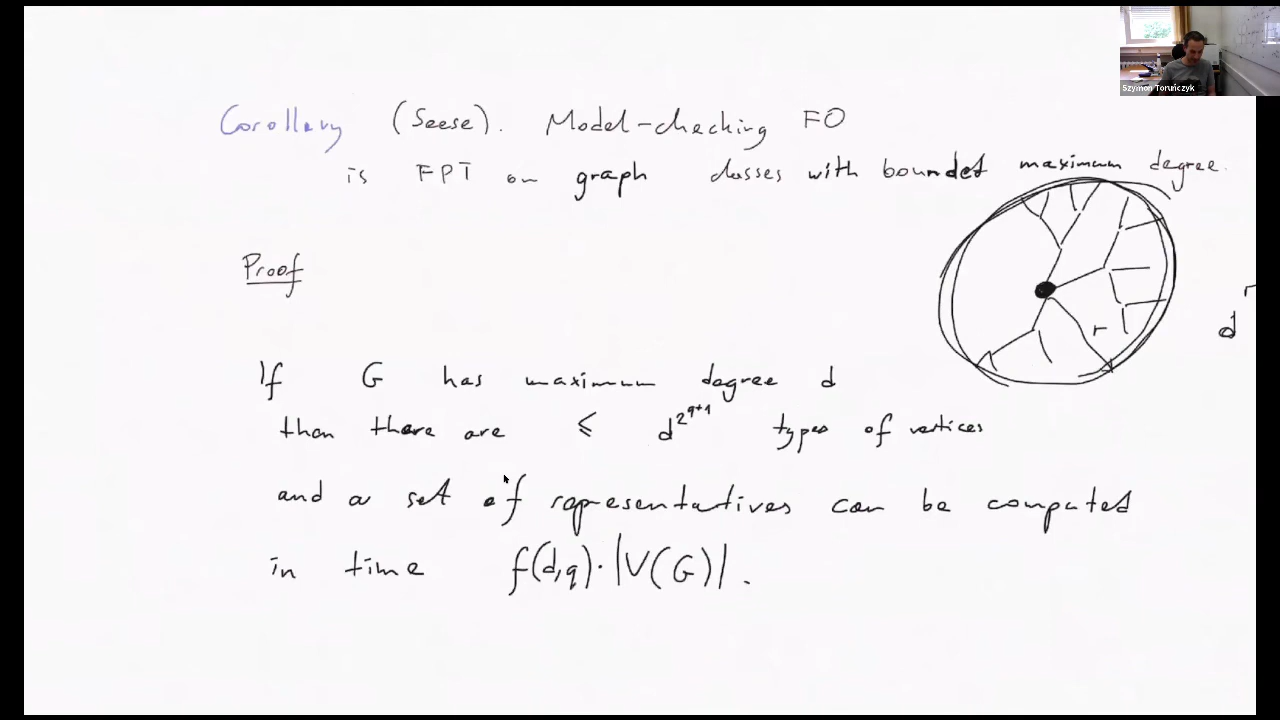 Corollary (Seese). Model-checking FO
is FPT on graph classes with bounded maximum degree.
Proof
r
d^r
If G has maximum degree d
then there are ≤ d^{2^{q+1}} types of vertices
and a set of representatives can be computed
in time f(d,q)·|V(G)|.
Szymon Toruńczyk